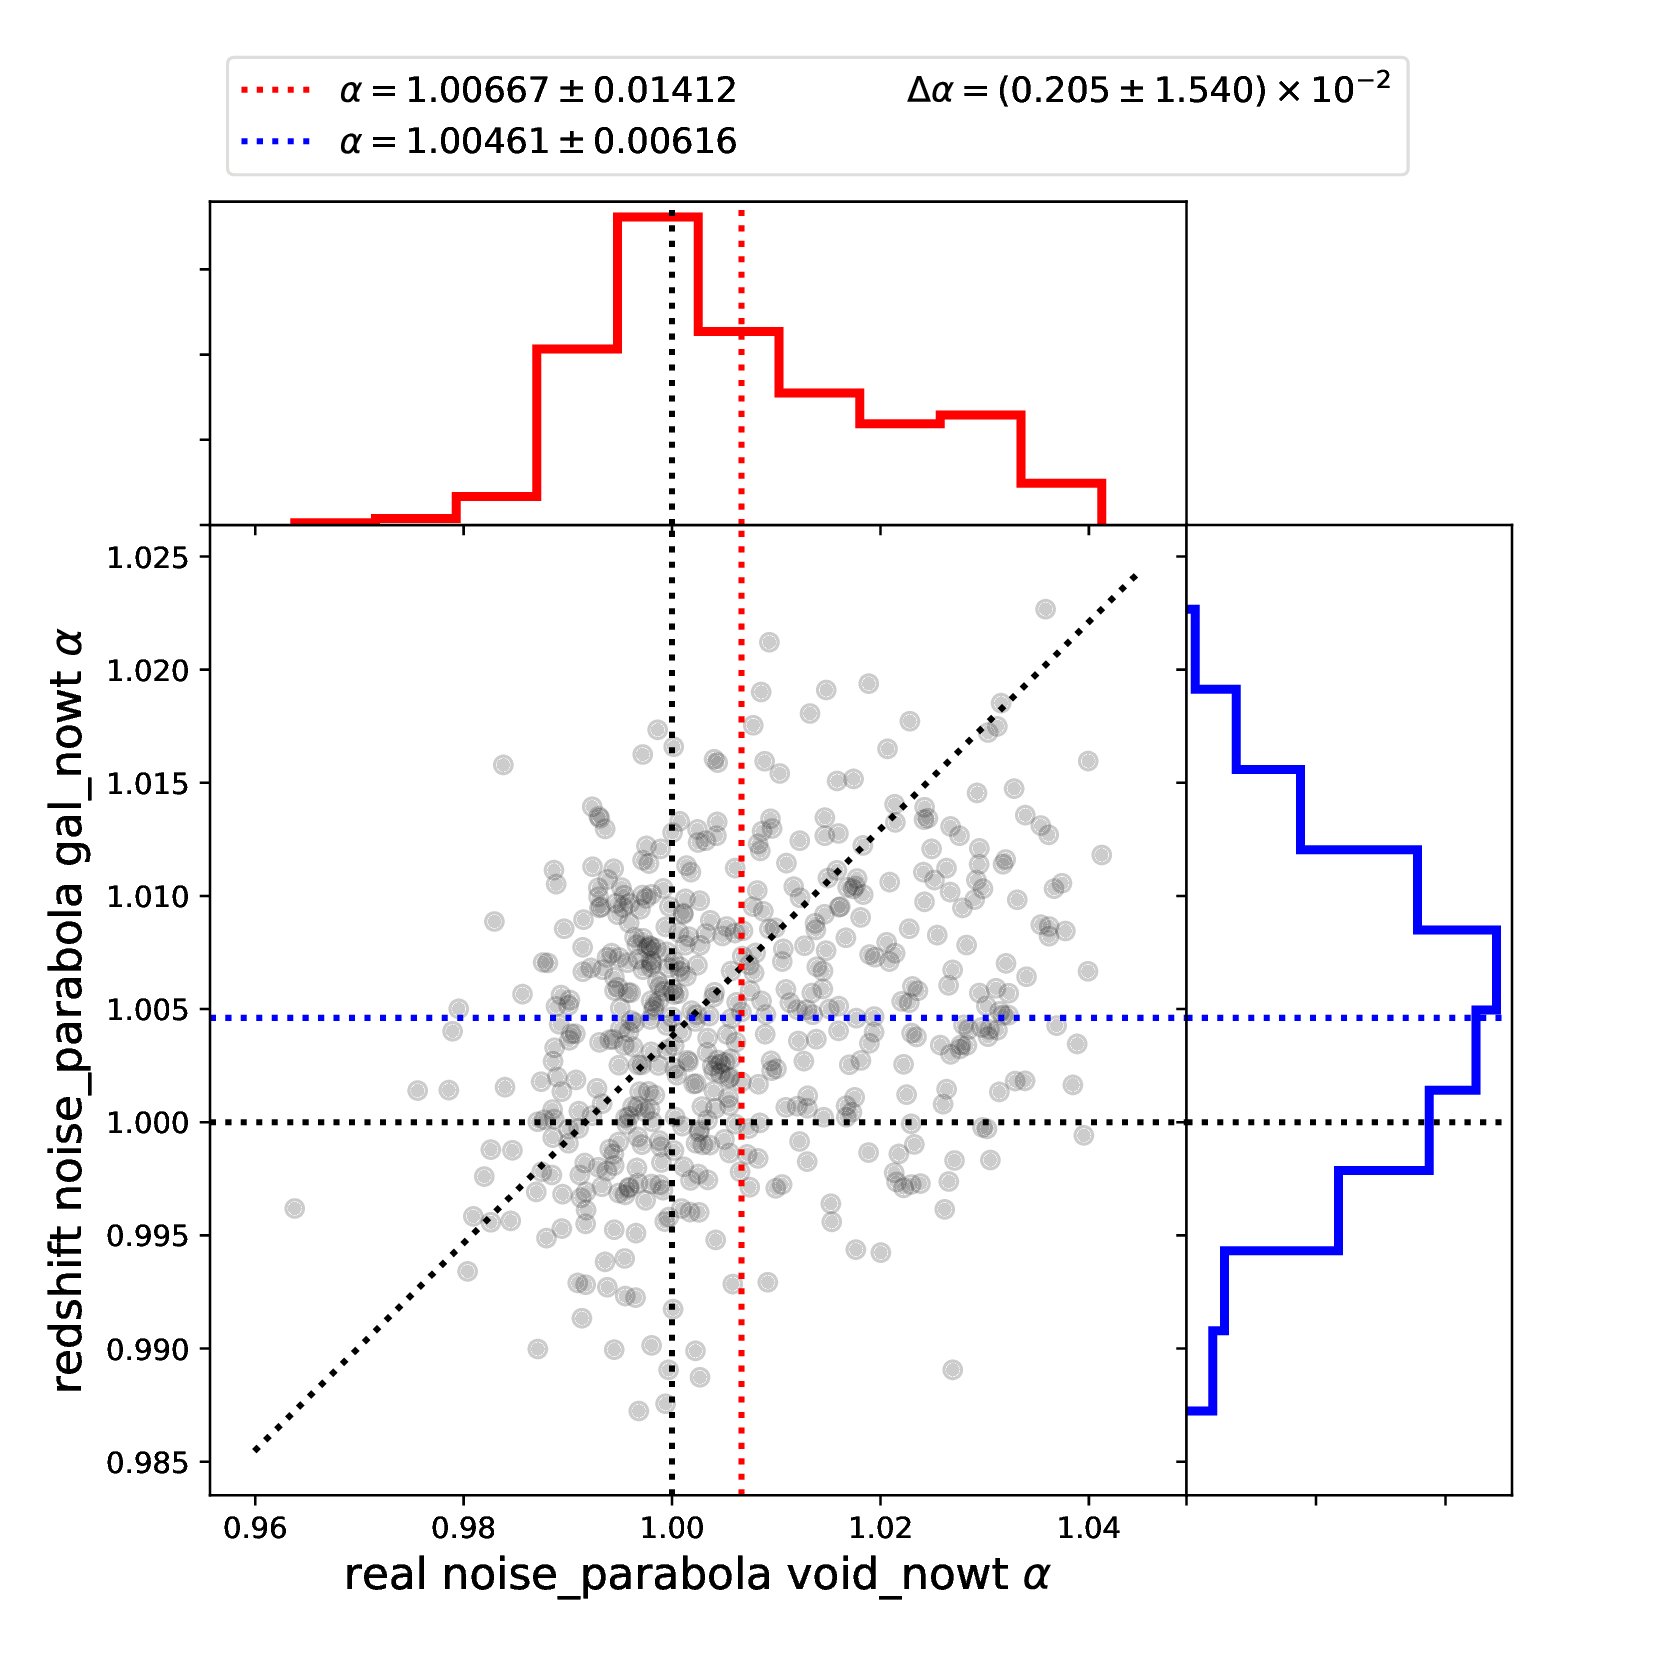 α = 1.00667 ± 0.01412
α = 1.00461 ± 0.00616
Δα = (0.205 ± 1.540) × 10⁻²
1.025
1.020
1.015
1.010
1.005
1.000
0.995
0.990
0.985
redshift noise_parabola gal_nowt α
0.96 0.98 1.00 1.02 1.04
real noise_parabola void_nowt α